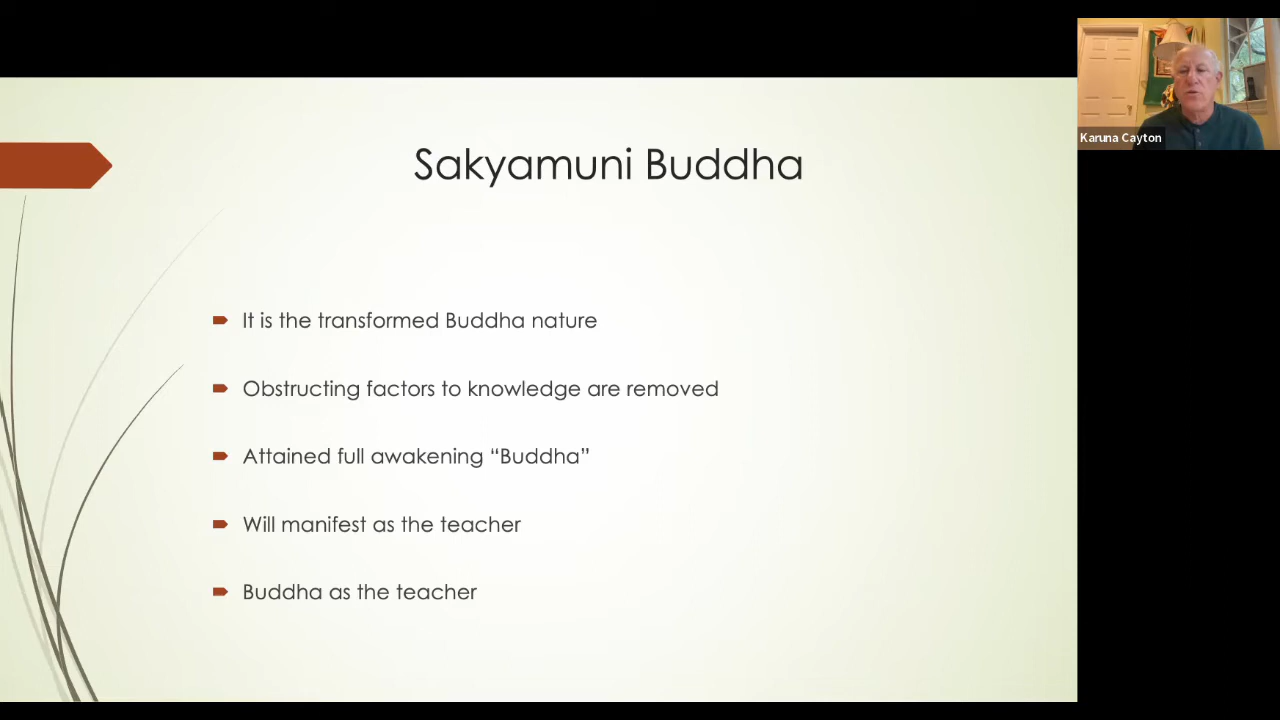 Sakyamuni Buddha
It is the transformed Buddha nature
Obstructing factors to knowledge are removed
Attained full awakening “Buddha”
Will manifest as the teacher
Buddha as the teacher
Karuna Cayton